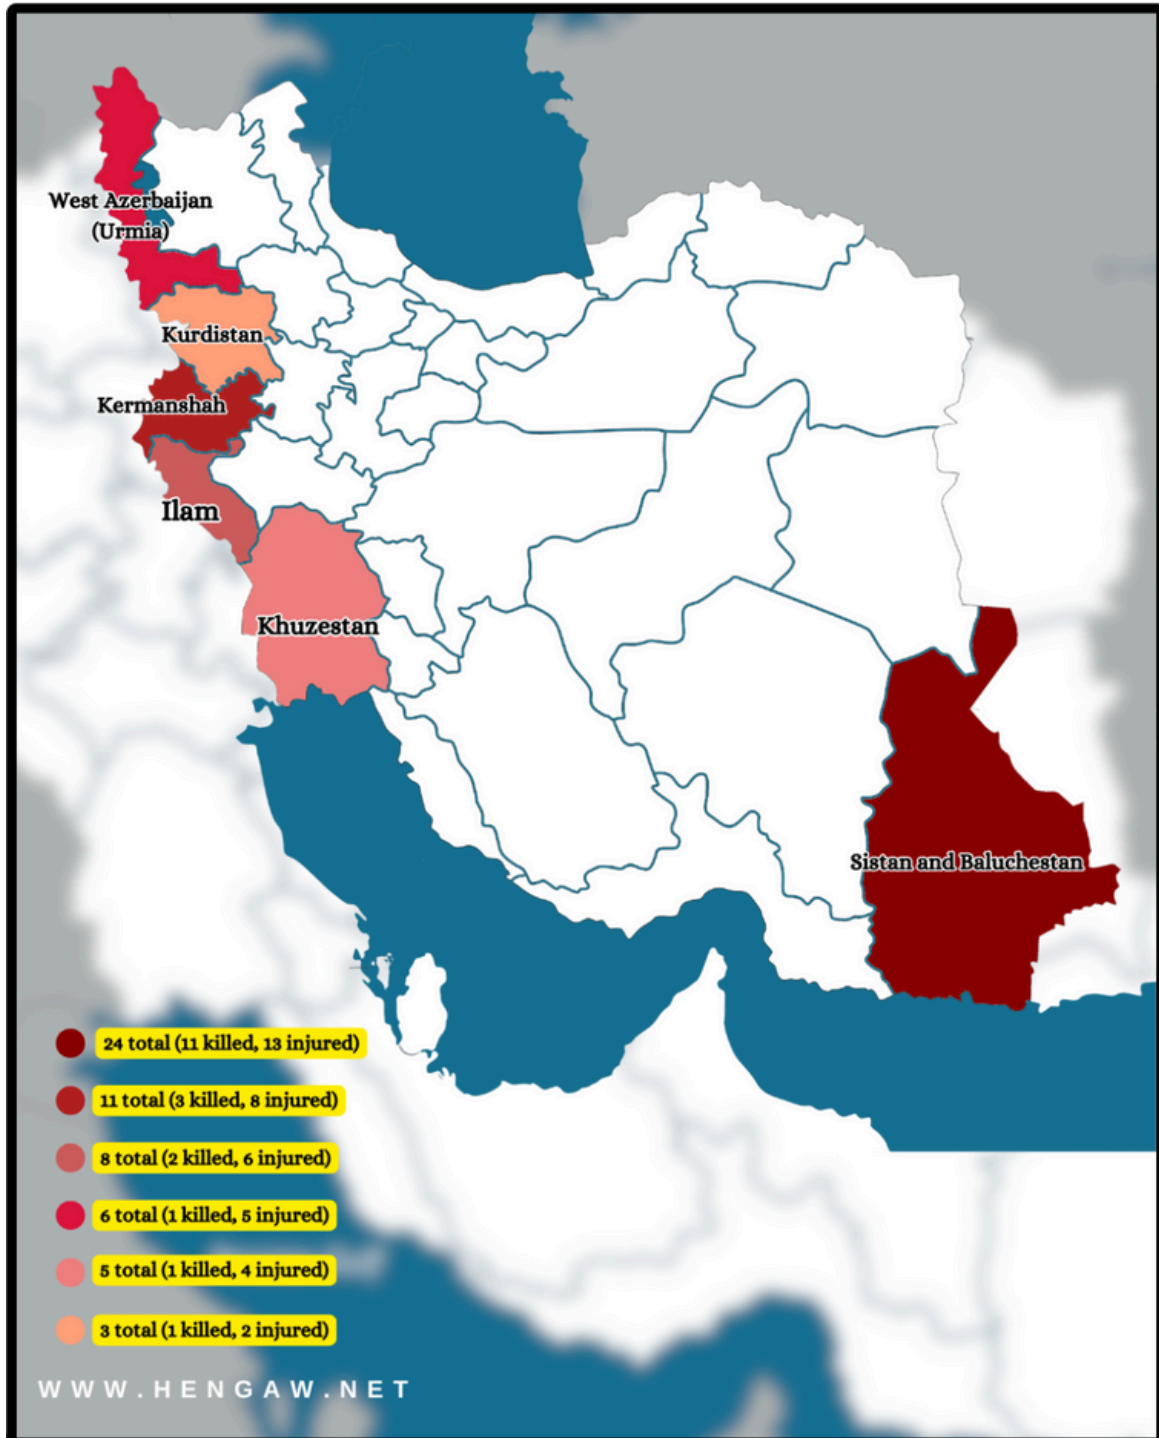 West Azerbaijan
(Urmia)
Kurdistan
Kermanshah
Ilam
Khuzestan
Sistan and Baluchestan
24 total (11 killed, 13 injured)
11 total (3 killed, 8 injured)
8 total (2 killed, 6 injured)
6 total (1 killed, 5 injured)
5 total (1 killed, 4 injured)
3 total (1 killed, 2 injured)
WWW.HENGAW.NET